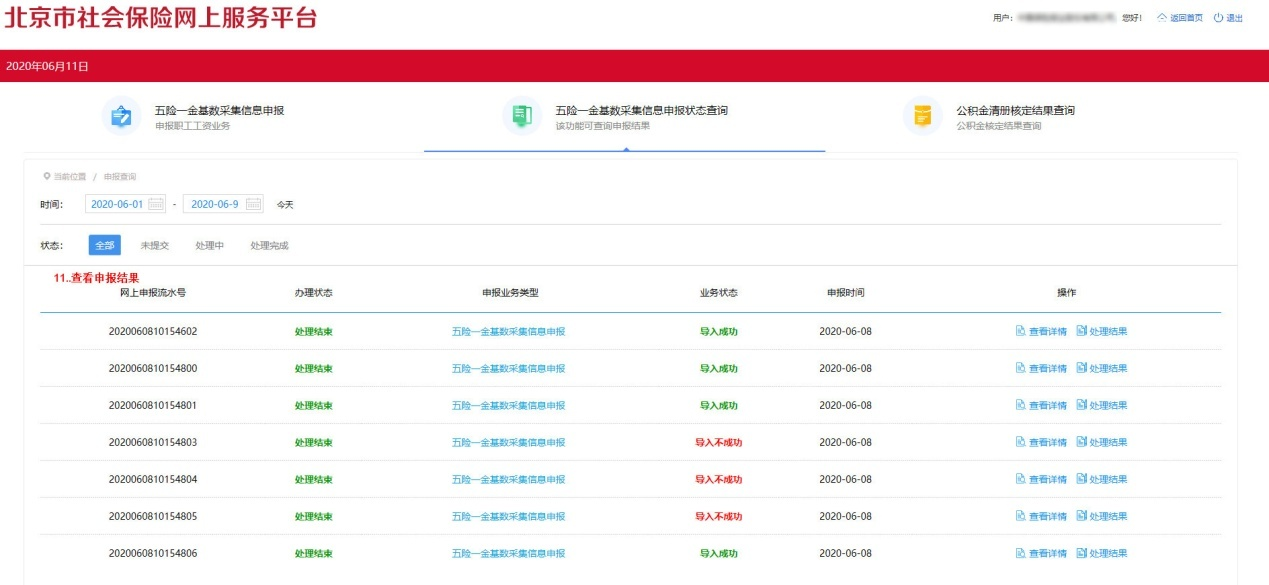 北京市社会保险网上服务平台
用户： 您好！ 返回首页 退出
2020年06月11日
五险一金基数采集信息申报
申报职工工资业务
五险一金基数采集信息申报状态查询
该功能可查询申报结果
公积金清册核定结果查询
公积金核定结果查询
当前位置 / 申报查询
时间： 2020-06-01 - 2020-06-9 今天
状态： 全部 未提交 处理中 处理完成
11..查看申报结果
网上申报流水号 办理状态 申报业务类型 业务状态 申报时间 操作
2020060810154602 处理结束 五险一金基数采集信息申报 导入成功 2020-06-08 查看详情 处理结果
2020060810154800 处理结束 五险一金基数采集信息申报 导入成功 2020-06-08 查看详情 处理结果
2020060810154801 处理结束 五险一金基数采集信息申报 导入成功 2020-06-08 查看详情 处理结果
2020060810154803 处理结束 五险一金基数采集信息申报 导入不成功 2020-06-08 查看详情 处理结果
2020060810154804 处理结束 五险一金基数采集信息申报 导入不成功 2020-06-08 查看详情 处理结果
2020060810154805 处理结束 五险一金基数采集信息申报 导入不成功 2020-06-08 查看详情 处理结果
2020060810154806 处理结束 五险一金基数采集信息申报 导入成功 2020-06-08 查看详情 处理结果